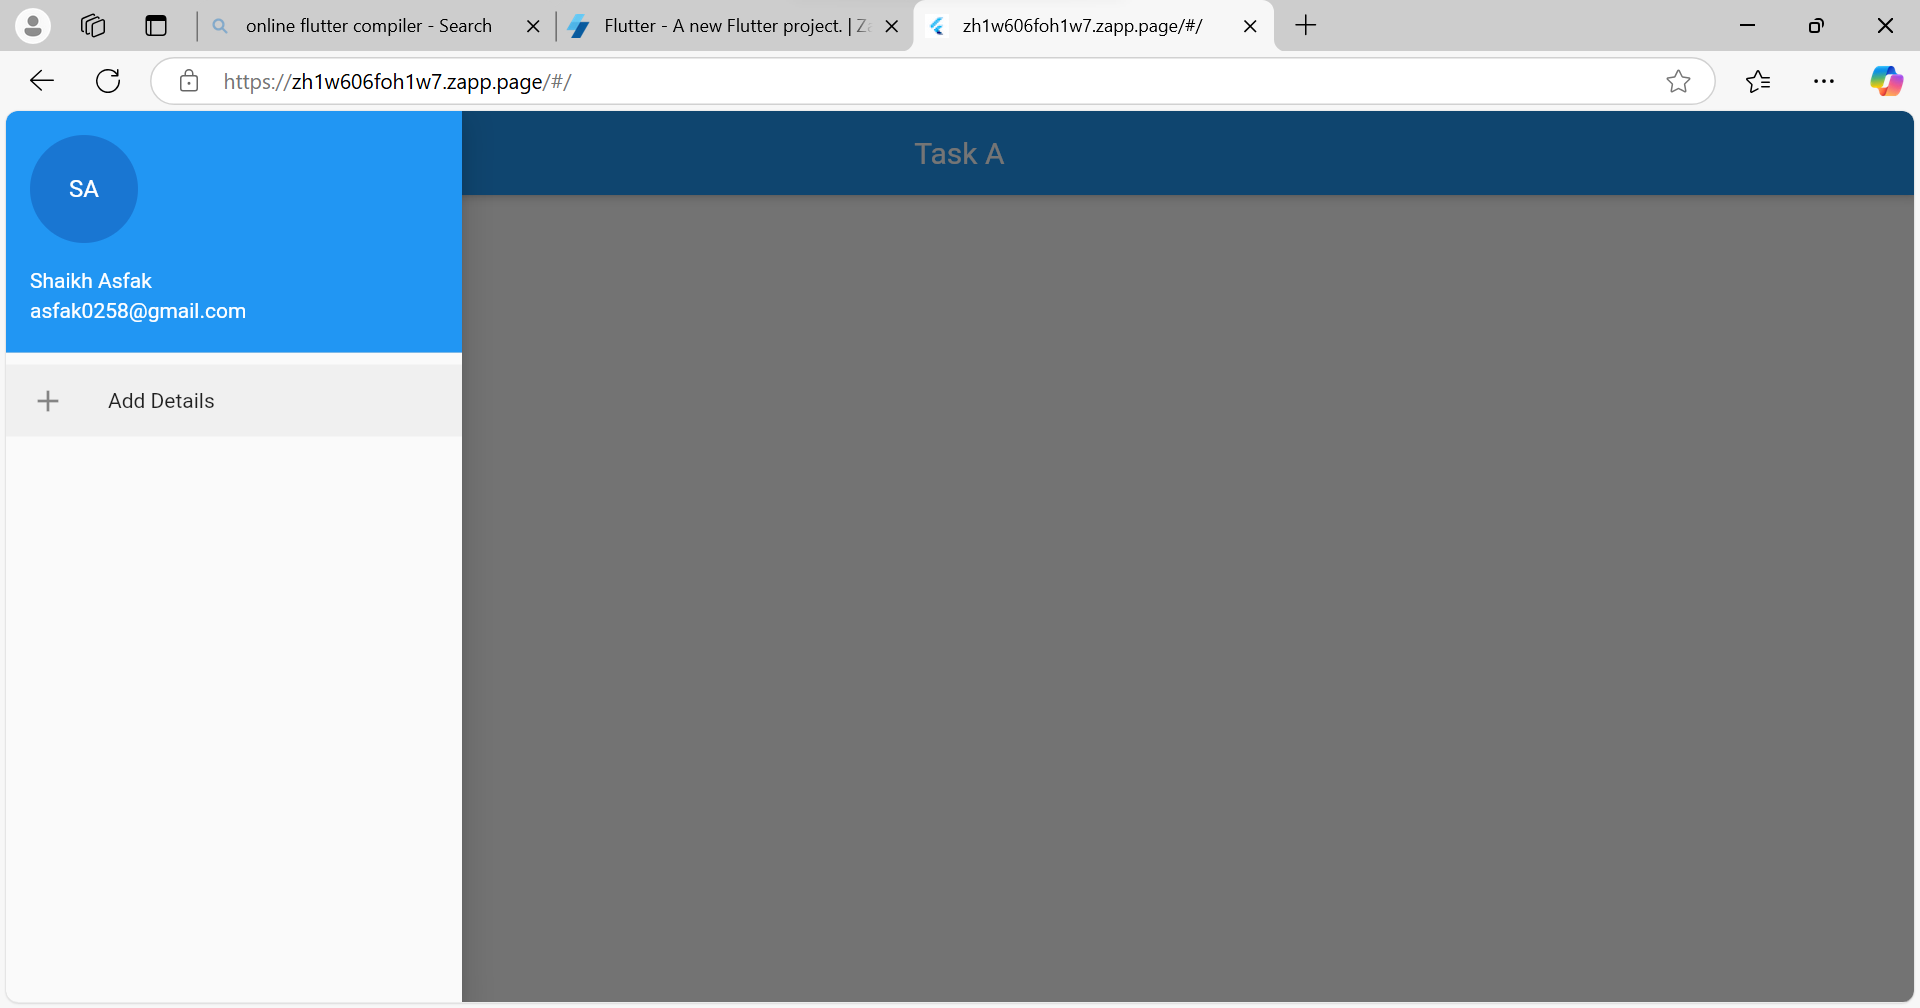 online flutter compiler - Search
Flutter - A new Flutter project. | Za
zh1w606foh1w7.zapp.page/#/
https://zh1w606foh1w7.zapp.page/#/
Task A
SA
Shaikh Asfak
asfak0258@gmail.com
Add Details